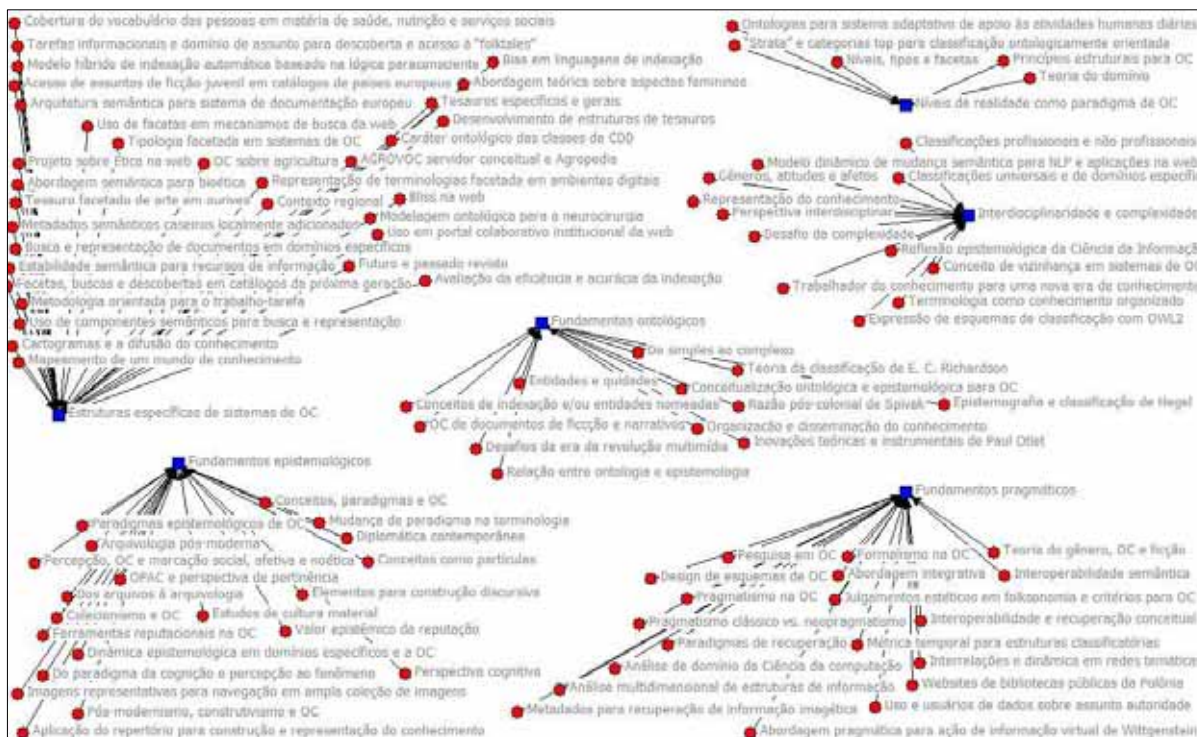 Cobertura do vocabulário das pessoas em matéria de saúde, nutrição e serviços sociais
Tarefas informacionais e domínio de assunto para descoberta e acesso à "folktales"
Bias em linguagens de indexação
Modelo híbrido de indexação automática baseado na lógica paraconsistente
Acesso de assuntos de ficção juvenil em catálogos de países europeus
Abordagem teórica sobre aspectos femininos
Arquitetura semântica para sistema de documentação europeu
Tesauros específicos e gerais
Desenvolvimento de estruturas de tesauros
Uso de facetas em mecanismos de busca da web
Tipologia facetada em sistemas de OC
Caráter ontológico das classes da CDD
Projeto sobre Ética na web
OC sobre agricultura
AGROVOC servidor conceitual e Agropedia
Abordagem semântica para bioética
Representação de terminologias facetada em ambientes digitais
Tesauro facetado de arte em ourives
Contexto regional
Bliss na web
Metadados semânticos caseiros localmente adicionados
Modelagem ontológica para a neurocirurgia
Uso em portal colaborativo institucional da web
Busca e representação de documentos em domínios específicos
Estabilidade semântica para recursos de informação
Futuro e passado revisto
Facetas, buscas e descobertas em catálogos da próxima geração
Avaliação da eficiência e acurácia da indexação
Metodologia orientada para o trabalho-tarefa
Uso de componentes semânticos para busca e representação
Cartogramas e a difusão do conhecimento
Mapeamento de um mundo de conhecimento
Estruturas específicas de sistemas de OC
Ontologias para sistema adaptativo de apoio às atividades humanas diárias
"Strata" e categorias top para classificação ontologicamente orientada
Níveis, tipos e facetas
Princípios estruturais para OC
Teoria do domínio
Níveis de realidade como paradigma de OC
Classificações profissionais e não profissionais
Modelo dinâmico de mudança semântica para NLP e aplicações na web
Gêneros, atitudes e afetos
Classificações universais e de domínios específic
Representação do conhecimento
Perspectiva interdisciplinar
Interdisciplinaridade e complexidade
Desafio da complexidade
Reflexão epistemológica da Ciência da Informaçã
Conceito de vizinhança em sistemas de OC
Trabalhador do conhecimento para uma nova era de conhecimento
Terminologia como conhecimento organizado
Expressão de esquemas de classificação com OWL2
Fundamentos ontológicos
Do simples ao complexo
Teoria da classificação de E. C. Richardson
Entidades e quidades
Conceitualização ontológica e epistemológica para OC
Conceitos de indexação e/ou entidades nomeadas
Razão pós-colonial de Spivak
Epistemografia e classificação de Hegel
OC de documentos de ficcção e narrativos
Organização e disseminação do conhecimento
Desafios da era da revolução multimídia
Inovações teóricas e instrumentais de Paul Otlet
Relação entre ontologia e epistemologia
Fundamentos epistemológicos
Conceitos, paradigmas e OC
Paradigmas epistemológicos de OC
Mudança de paradigma na terminologia
Diplomática contemporânea
Arquivologia pós-moderna
Percepção, OC e marcação social, afetiva e noética
Conceitos como partículas
OPAC e perspectiva de pertinência
Dos arquivos à arquivologia
Elementos para construção discursiva
Colecionismo e OC
Estudos de cultura material
Ferramentas reputacionais na OC
Valor epistêmico da reputação
Dinâmica epistemológica em domínios específicos e a OC
Do paradigma da cognição e percepção ao fenômeno
Perspectiva cognitiva
Imagens representativas para navegação em ampla coleção de imagens
Pós-modernismo, construtivismo e OC
Aplicação do repertório para construção e representação do conhecimento
Fundamentos pragmáticos
Pesquisa em OC
Formalismo na OC
Teoria do gênero, OC e ficção
Design de esquemas de OC
Abordagem integrativa
Interoperabilidade semântica
Pragmatismo na OC
Julgamentos estéticos em folksonomia e critérios para OC
Pragmatismo clássico vs. neopragmatismo
Interoperabilidade e recuperação conceitual
Paradigmas de recuperação
Métrica temporal para estruturas classificatórias
Análise de domínio da Ciência da computação
Interrelações e dinâmica em redes temática
Análise multidimensional de estruturas de informação
Websites de bibliotecas públicas da Polônia
Metadados para recuperação de informação imagética
Uso e usuários de dados sobre assunto autoridade
Abordagem pragmática para ação de informação virtual de Wittgenstein